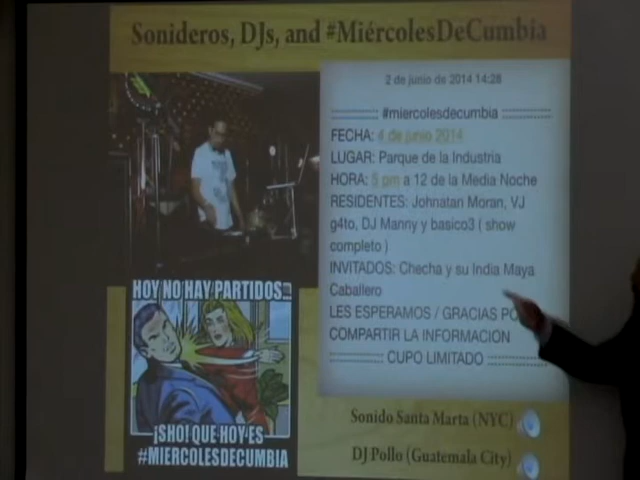 Sonideros, DJs, and #MiércolesDeCumbia
2 de junio de 2014 14:28
#miercolesdecumbia
FECHA: 4 de junio 2014
LUGAR: Parque de la Industria
HORA: 5 pm a 12 de la Media Noche
RESIDENTES: Johnatan Moran, VJ
g4to, DJ Manny y basico3 ( show
completo )
INVITADOS: Checha y su India Maya
Caballero
LES ESPERAMOS / GRACIAS
COMPARTIR LA INFORMACION
CUPO LIMITADO
HOY NO HAY PARTIDOS...
¡SHO! QUE HOY ES
#MIERCOLESDECUMBIA
Sonido Santa Marta (NYC)
DJ Pollo (Guatemala City)